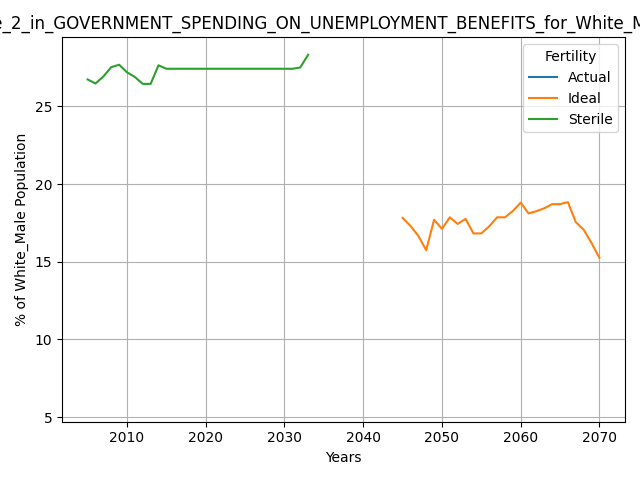 e_2_in_GOVERNMENT_SPENDING_ON_UNEMPLOYMENT_BENEFITS_for_White_M
Fertility
Actual
Ideal
Sterile
% of White_Male Population
25
20
15
10
5
2010 2020 2030 2040 2050 2060 2070
Years